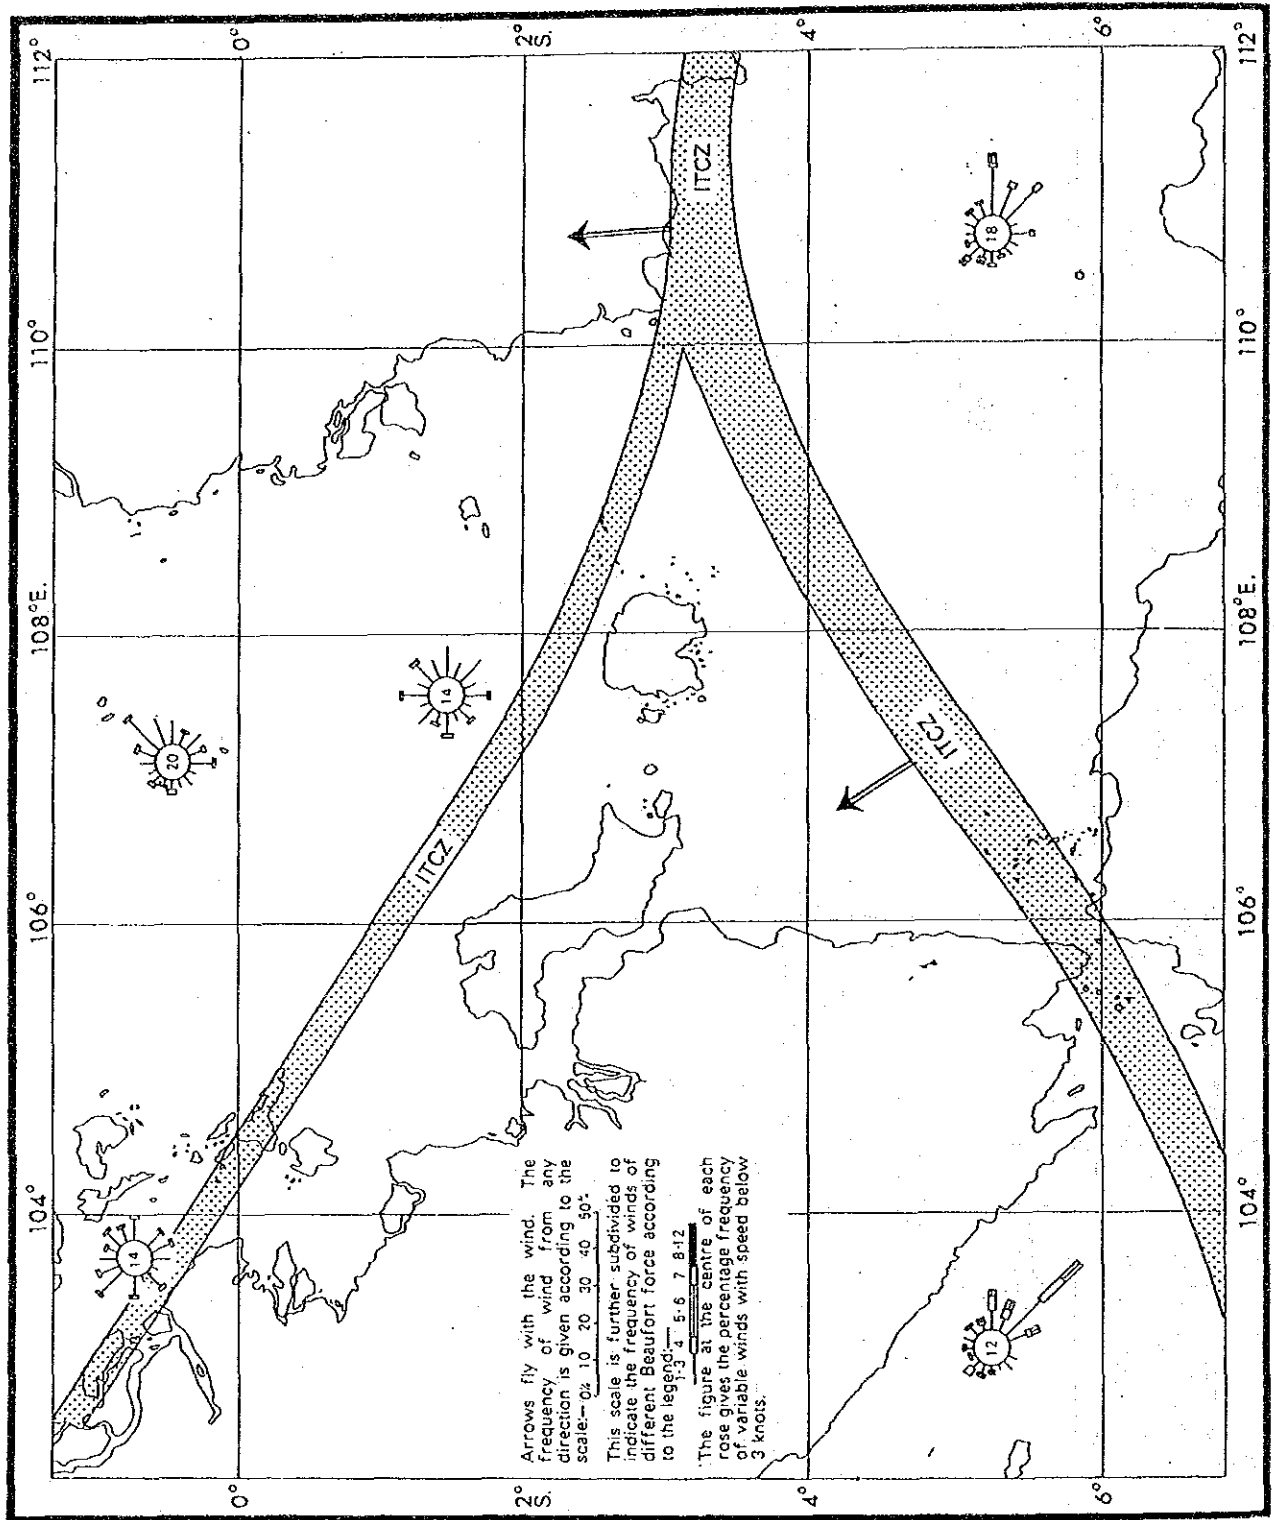 112°
110°
108°E.
106°
104°
0°
2°
S.
4°
6°
0°
2°
S.
4°
6°
112°
110°
108°E.
106°
104°
ITCZ
ITCZ
ITCZ
20
14
14
18
12
Arrows fly with the wind. The
frequency of wind from any
direction is given according to the
scale:— 0% 10 20 30 40 50%
This scale is further subdivided to
indicate the frequency of winds of
different Beaufort force according
to the legend:—
1-3 4 5-6 7 8-12
The figure at the centre of each
rose gives the percentage frequency
of variable winds with speed below
3 knots.